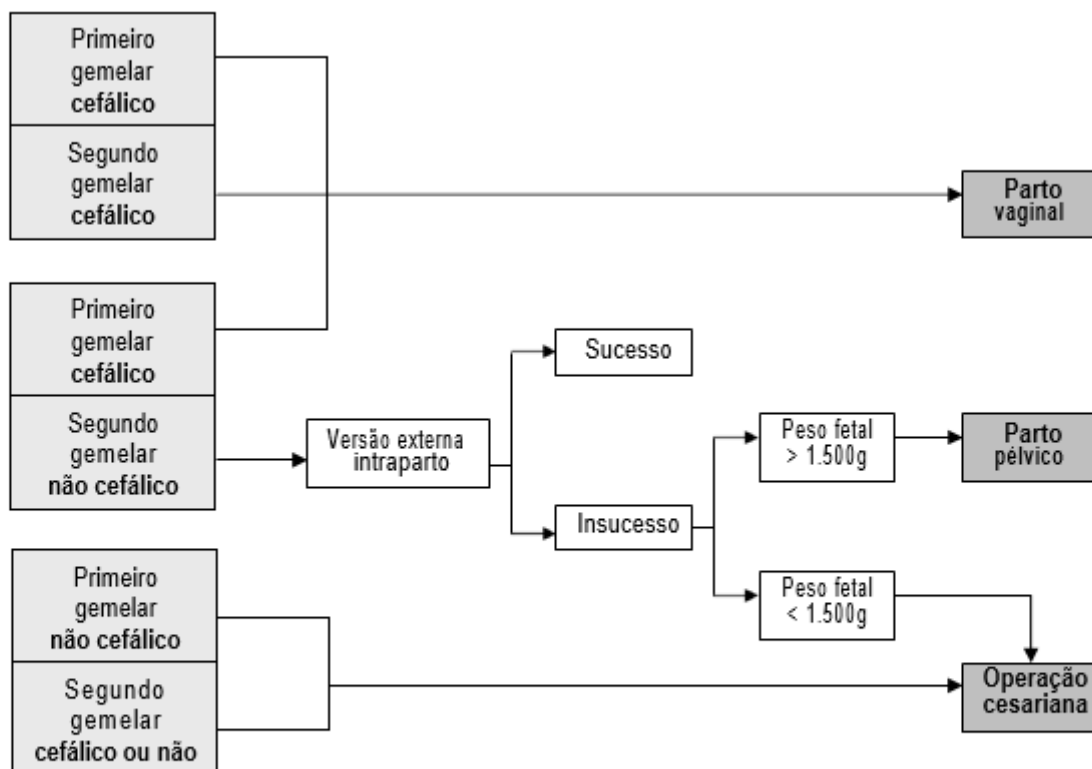 Primeiro
gemelar
cefálico
Segundo
gemelar
cefálico
Parto
vaginal
Primeiro
gemelar
cefálico
Segundo
gemelar
não cefálico
Versão externa
intraparto
Sucesso
Insucesso
Peso fetal
> 1.500g
Parto
pélvico
Peso fetal
< 1.500g
Primeiro
gemelar
não cefálico
Segundo
gemelar
cefálico ou não
Operação
cesariana